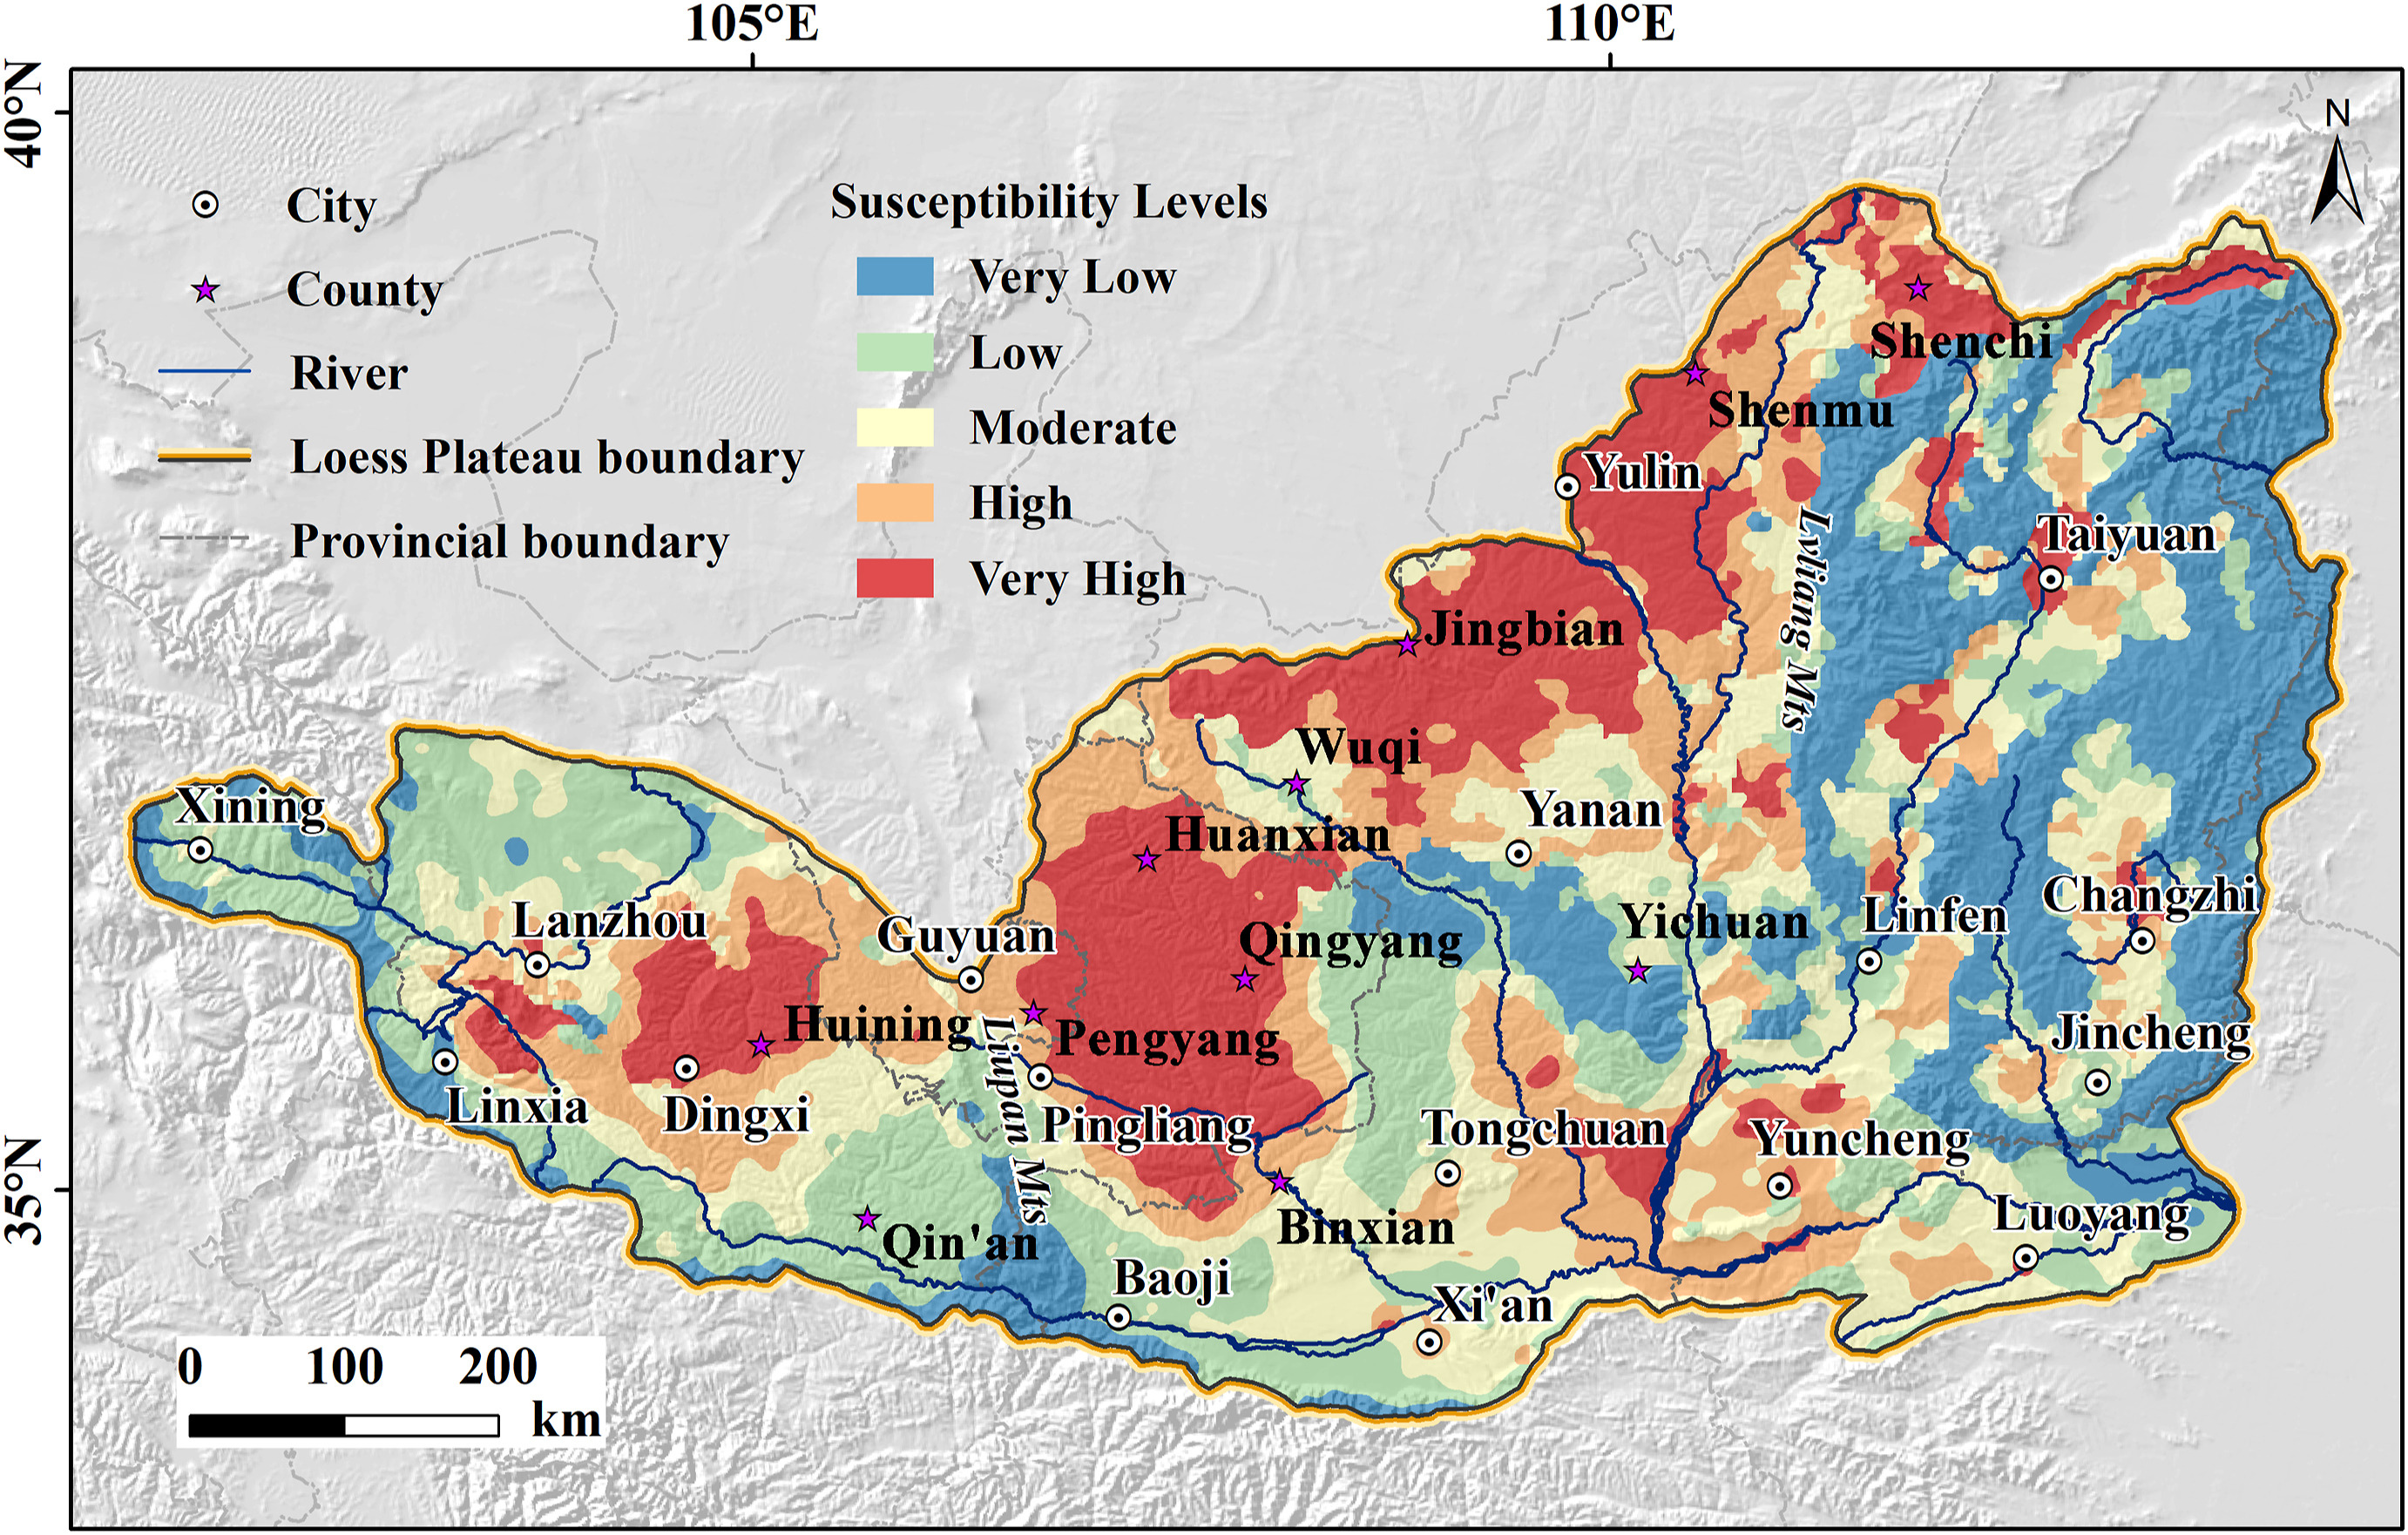 105°E
110°E
40°N
35°N
N
City
County
River
Loess Plateau boundary
Provincial boundary
Susceptibility Levels
Very Low
Low
Moderate
High
Very High
Shenchi
Shenmu
Yulin
Taiyuan
Lvliang Mts
Jingbian
Wuqi
Yanan
Xining
Huanxian
Lanzhou
Guyuan
Qingyang
Yichuan
Linfen
Changzhi
Huining
Liupan Mts
Pengyang
Jincheng
Linxia
Dingxi
Pingliang
Tongchuan
Yuncheng
Qin'an
Binxian
Luoyang
Baoji
Xi'an
0 100 200
km